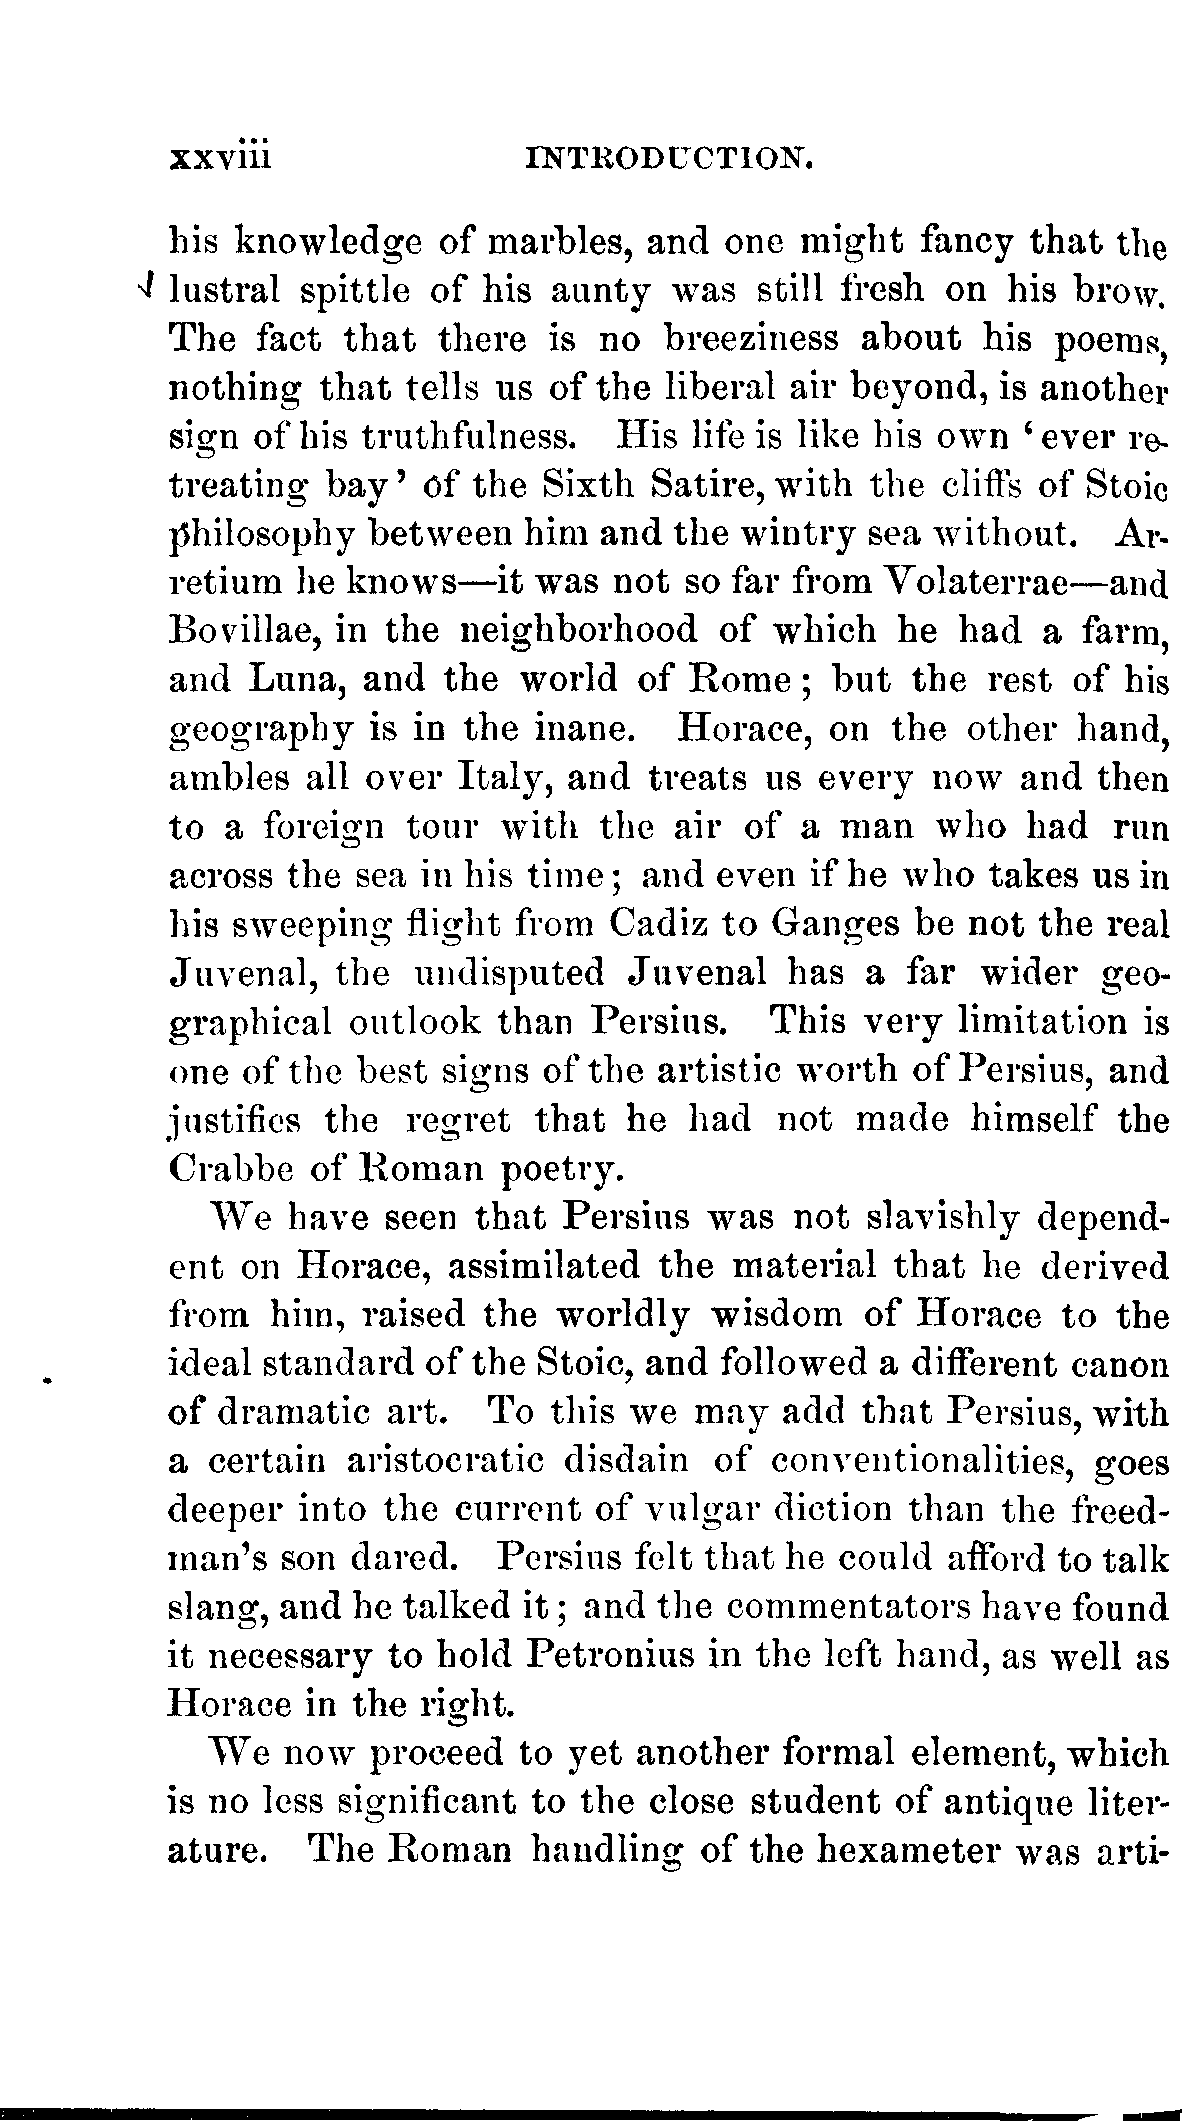 xxviii INTRODUCTION.
his knowledge of marbles, and one might fancy that the
lustral spittle of his aunty was still fresh on his brow.
The fact that there is no breeziness about his poems,
nothing that tells us of the liberal air beyond, is another
sign of his truthfulness. His life is like his own ‘ever re-
treating bay’ of the Sixth Satire, with the cliffs of Stoic
philosophy between him and the wintry sea without. Ar-
retium he knows—it was not so far from Volaterrae—and
Bovillae, in the neighborhood of which he had a farm,
and Luna, and the world of Rome; but the rest of his
geography is in the inane. Horace, on the other hand,
ambles all over Italy, and treats us every now and then
to a foreign tour with the air of a man who had run
across the sea in his time; and even if he who takes us in
his sweeping flight from Cadiz to Ganges be not the real
Juvenal, the undisputed Juvenal has a far wider geo-
graphical outlook than Persius. This very limitation is
one of the best signs of the artistic worth of Persius, and
justifies the regret that he had not made himself the
Crabbe of Roman poetry.
We have seen that Persius was not slavishly depend-
ent on Horace, assimilated the material that he derived
from him, raised the worldly wisdom of Horace to the
ideal standard of the Stoic, and followed a different canon
of dramatic art. To this we may add that Persius, with
a certain aristocratic disdain of conventionalities, goes
deeper into the current of vulgar diction than the freed-
man's son dared. Persius felt that he could afford to talk
slang, and he talked it; and the commentators have found
it necessary to hold Petronius in the left hand, as well as
Horace in the right.
We now proceed to yet another formal element, which
is no less significant to the close student of antique liter-
ature. The Roman handling of the hexameter was arti-